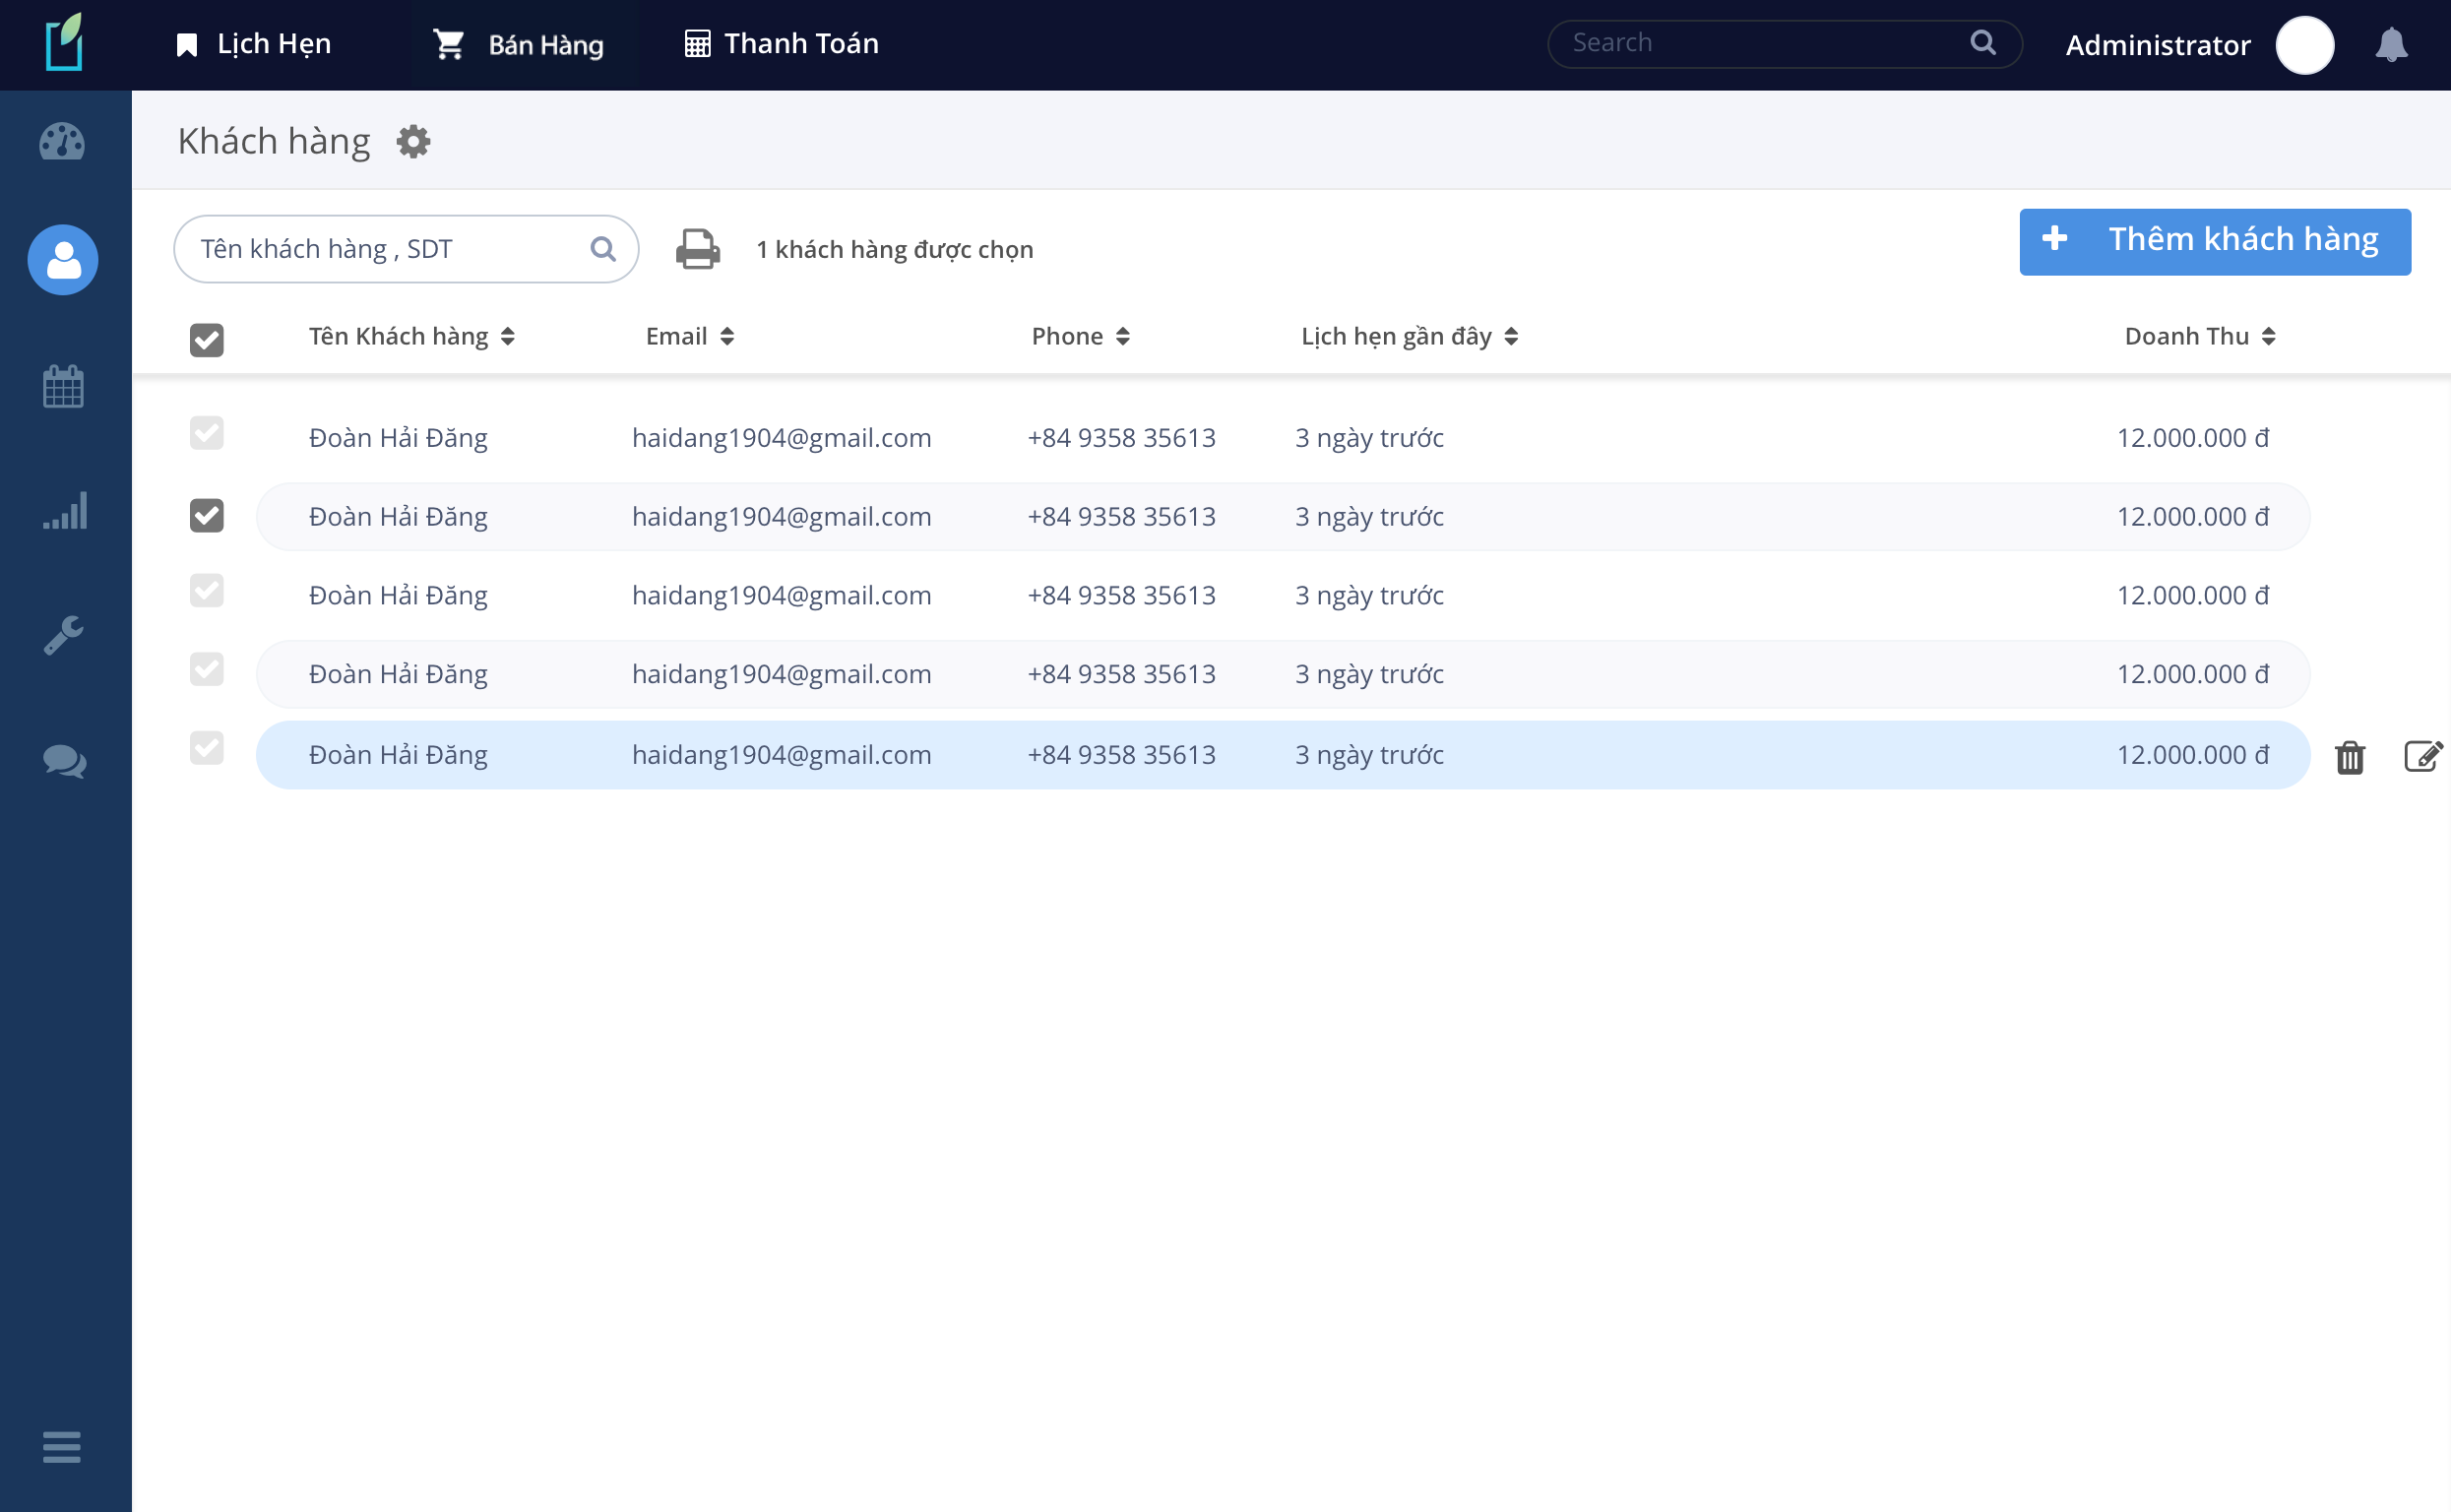 Lịch Hẹn Bán Hàng Thanh Toán Search Administrator
Khách hàng
Tên khách hàng , SDT 1 khách hàng được chọn Thêm khách hàng
Tên Khách hàng Email Phone Lịch hẹn gần đây Doanh Thu
Đoàn Hải Đăng haidang1904@gmail.com +84 9358 35613 3 ngày trước 12.000.000 đ
Đoàn Hải Đăng haidang1904@gmail.com +84 9358 35613 3 ngày trước 12.000.000 đ
Đoàn Hải Đăng haidang1904@gmail.com +84 9358 35613 3 ngày trước 12.000.000 đ
Đoàn Hải Đăng haidang1904@gmail.com +84 9358 35613 3 ngày trước 12.000.000 đ
Đoàn Hải Đăng haidang1904@gmail.com +84 9358 35613 3 ngày trước 12.000.000 đ